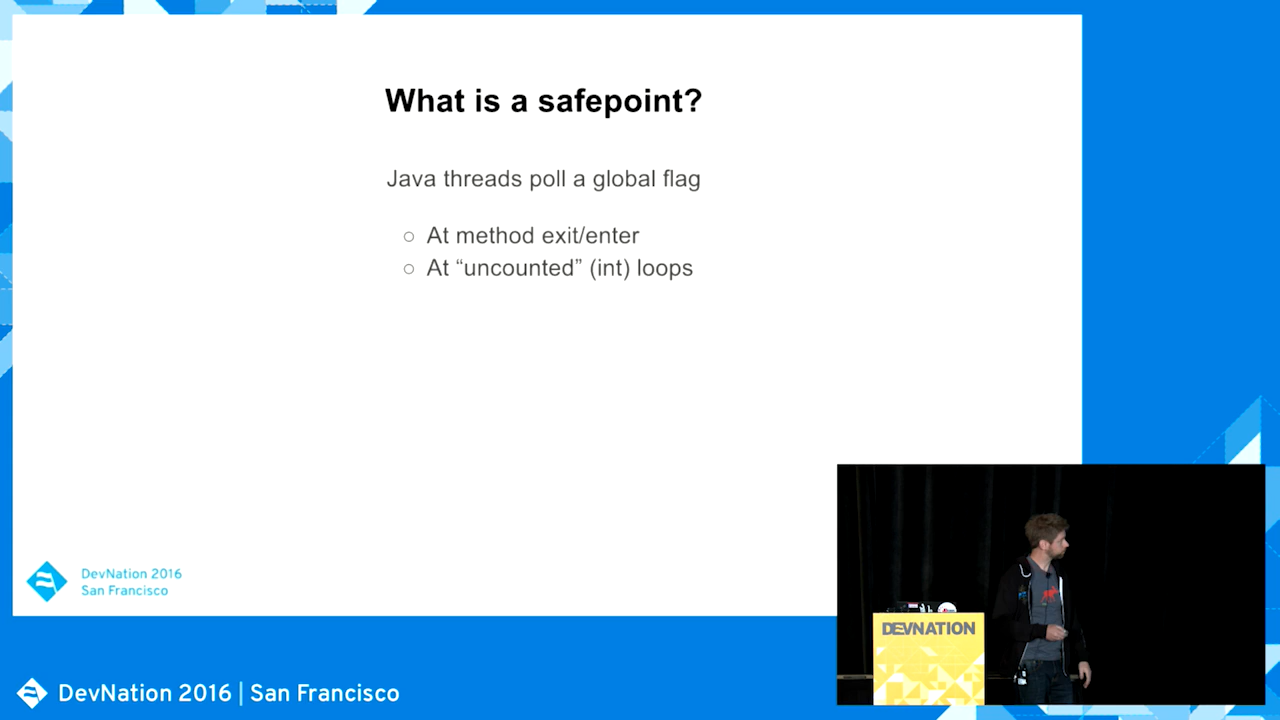 What is a safepoint?
Java threads poll a global flag
○ At method exit/enter
○ At “uncounted” (int) loops
DevNation 2016
San Francisco
DEVNATION
DevNation 2016 | San Francisco